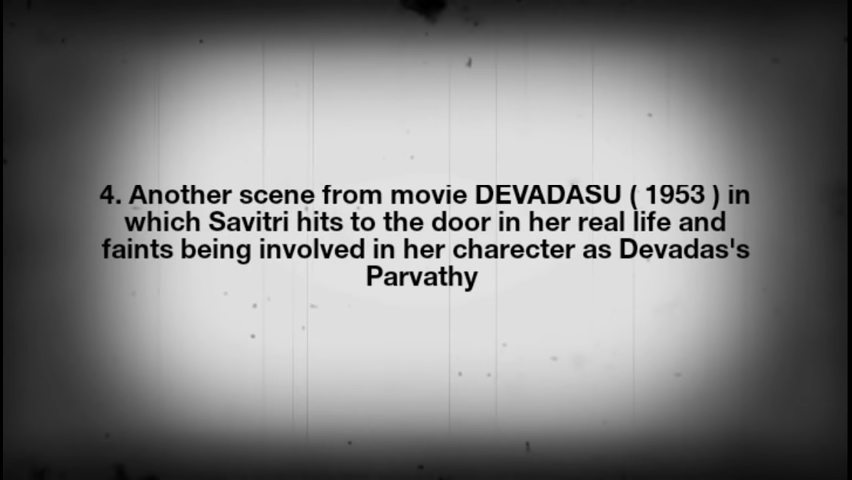 4. Another scene from movie DEVADASU ( 1953 ) in
which Savitri hits to the door in her real life and
faints being involved in her charecter as Devadas's
Parvathy